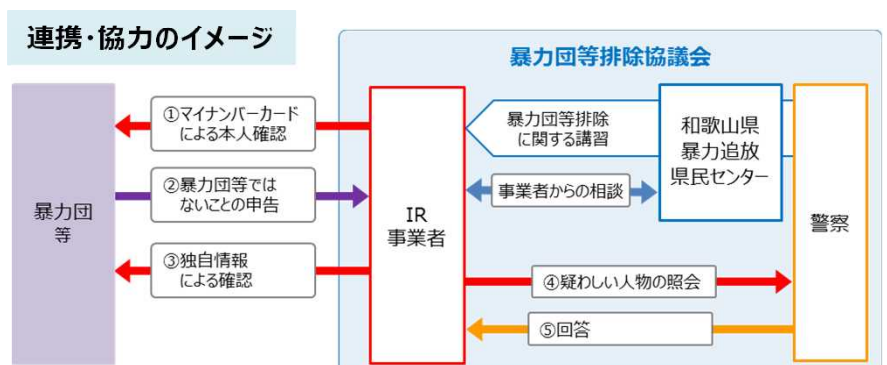 連携・協力のイメージ
暴力団等排除協議会
暴力団
等
①マイナンバーカード
による本人確認
②暴力団等では
ないことの申告
③独自情報
による確認
IR
事業者
暴力団等排除
に関する講習
事業者からの相談
和歌山県
暴力追放
県民センター
④疑わしい人物の照会
⑤回答
警察